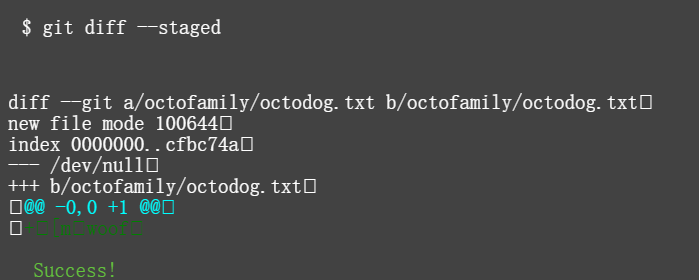 $ git diff --staged
diff --git a/octofamily/octodog.txt b/octofamily/octodog.txt□
new file mode 100644□
index 0000000..cfbc74a□
--- /dev/null□
+++ b/octofamily/octodog.txt□
□@@ -0,0 +1 @@□
□+□[m□woof□
Success!